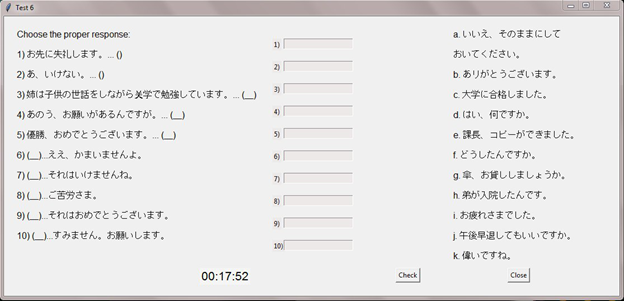 Test 6
Choose the proper response:
1) お先に失礼します。... ()
2) あ、いけない。... ()
3) 姉は子供の世話をしながら美学で勉強しています。... (__)
4) あのう、お願いがあるんですが。... (__)
5) 優勝、おめでとうございます。... (__)
6) (__)...ええ、かまいませんよ。
7) (__)...それはいけませんね。
8) (__)...ご苦労さま。
9) (__)...それはおめでとうございます。
10) (__)...すみません。お願いします。
1)
2)
3)
4)
5)
6)
7)
8)
9)
10)
a. いいえ、そのままにして
おいてください。
b. ありがとうございます。
c. 大学に合格しました。
d. はい、何ですか。
e. 課長、コピーができました。
f. どうしたんですか。
g. 傘、お貸ししましょうか。
h. 弟が入院したんです。
i. お疲れさまでした。
j. 午後早退してもいいですか。
k. 偉いですね。
00:17:52
Check
Close